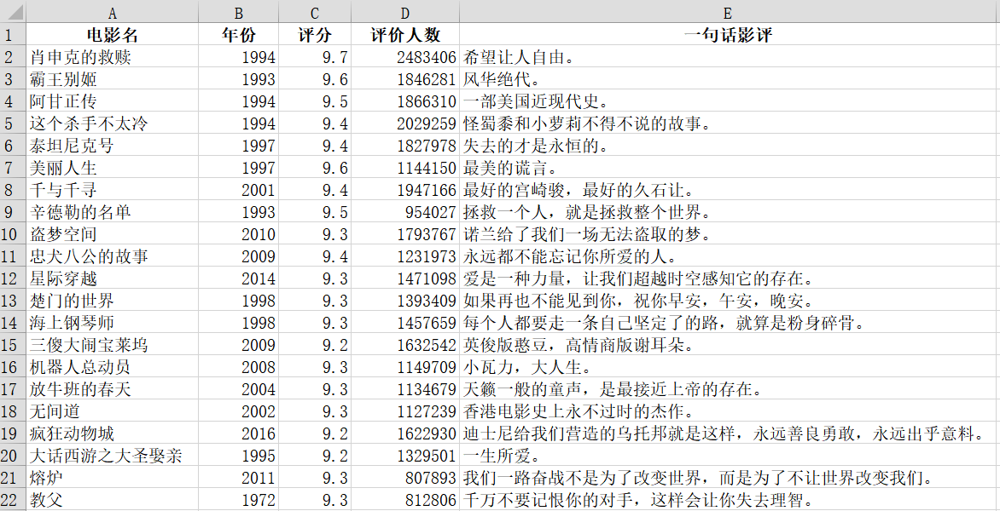 A B C D E
1 电影名 年份 评分 评价人数 一句话影评
2 肖申克的救赎 1994 9.7 2483406 希望让人自由。
3 霸王别姬 1993 9.6 1846281 风华绝代。
4 阿甘正传 1994 9.5 1866310 一部美国近现代史。
5 这个杀手不太冷 1994 9.4 2029259 怪蜀黍和小萝莉不得不说的故事。
6 泰坦尼克号 1997 9.4 1827978 失去的才是永恒的。
7 美丽人生 1997 9.6 1144150 最美的谎言。
8 千与千寻 2001 9.4 1947166 最好的宫崎骏，最好的久石让。
9 辛德勒的名单 1993 9.5 954027 拯救一个人，就是拯救整个世界。
10 盗梦空间 2010 9.3 1793767 诺兰给了我们一场无法盗取的梦。
11 忠犬八公的故事 2009 9.4 1231973 永远都不能忘记你所爱的人。
12 星际穿越 2014 9.3 1471098 爱是一种力量，让我们超越时空感知它的存在。
13 楚门的世界 1998 9.3 1393409 如果再也不能见到你，祝你早安，午安，晚安。
14 海上钢琴师 1998 9.3 1457659 每个人都要走一条自己坚定了的路，就算是粉身碎骨。
15 三傻大闹宝莱坞 2009 9.2 1632542 英俊版憨豆，高情商版谢耳朵。
16 机器人总动员 2008 9.3 1149709 小瓦力，大人生。
17 放牛班的春天 2004 9.3 1134679 天籁一般的童声，是最接近上帝的存在。
18 无间道 2002 9.3 1127239 香港电影史上永不过时的杰作。
19 疯狂动物城 2016 9.2 1622930 迪士尼给我们营造的乌托邦就是这样，永远善良勇敢，永远出乎意料。
20 大话西游之大圣娶亲 1995 9.2 1329501 一生所爱。
21 熔炉 2011 9.3 807893 我们一路奋战不是为了改变世界，而是为了不让世界改变我们。
22 教父 1972 9.3 812806 千万不要记恨你的对手，这样会让你失去理智。